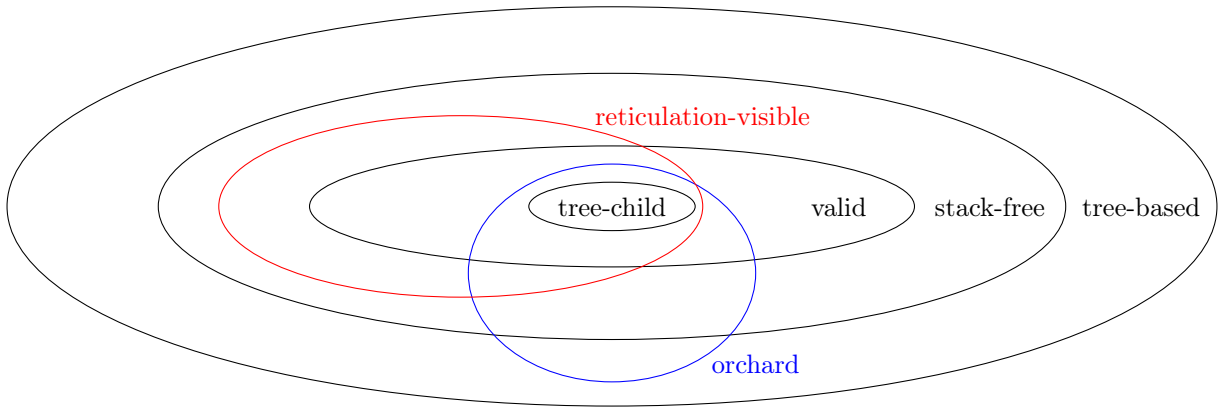 reticulation-visible
tree-child
valid
stack-free
tree-based
orchard